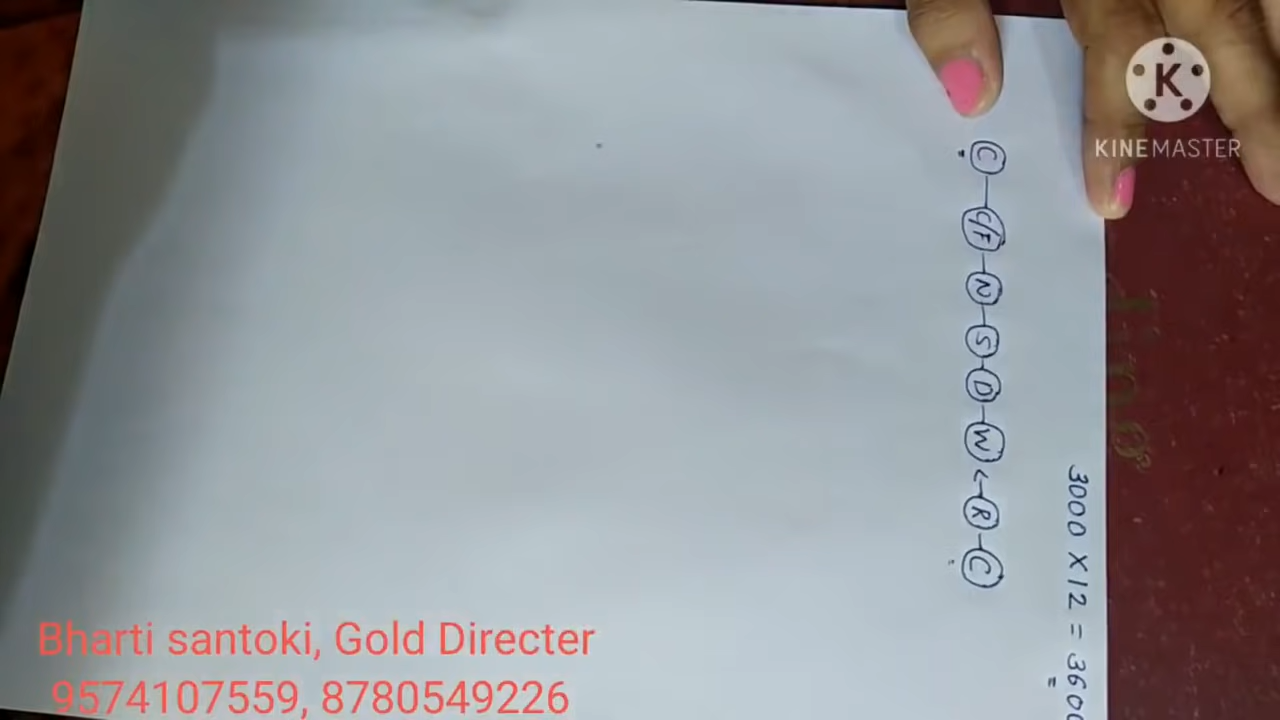 3000 X 12 = 3600
C - C/F - N - S - D - W < R - C
K
KINEMASTER
Bharti santoki, Gold Directer
9574107559, 8780549226